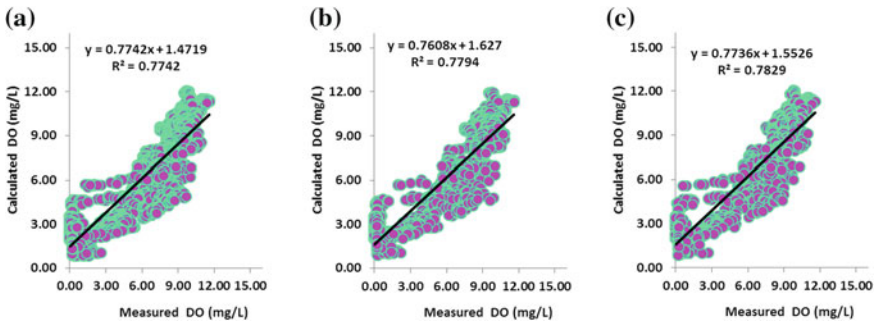 (a)
y = 0.7742x + 1.4719
R² = 0.7742
Calculated DO (mg/L)
15.00
12.00
9.00
6.00
3.00
0.00
0.00 3.00 6.00 9.00 12.00 15.00
Measured DO (mg/L)
(b)
y = 0.7608x + 1.627
R² = 0.7794
Calculated DO (mg/L)
15.00
12.00
9.00
6.00
3.00
0.00
0.00 3.00 6.00 9.00 12.00 15.00
Measured DO (mg/L)
(c)
y = 0.7736x + 1.5526
R² = 0.7829
Calculated DO (mg/L)
15.00
12.00
9.00
6.00
3.00
0.00
0.00 3.00 6.00 9.00 12.00 15.00
Measured DO (mg/L)